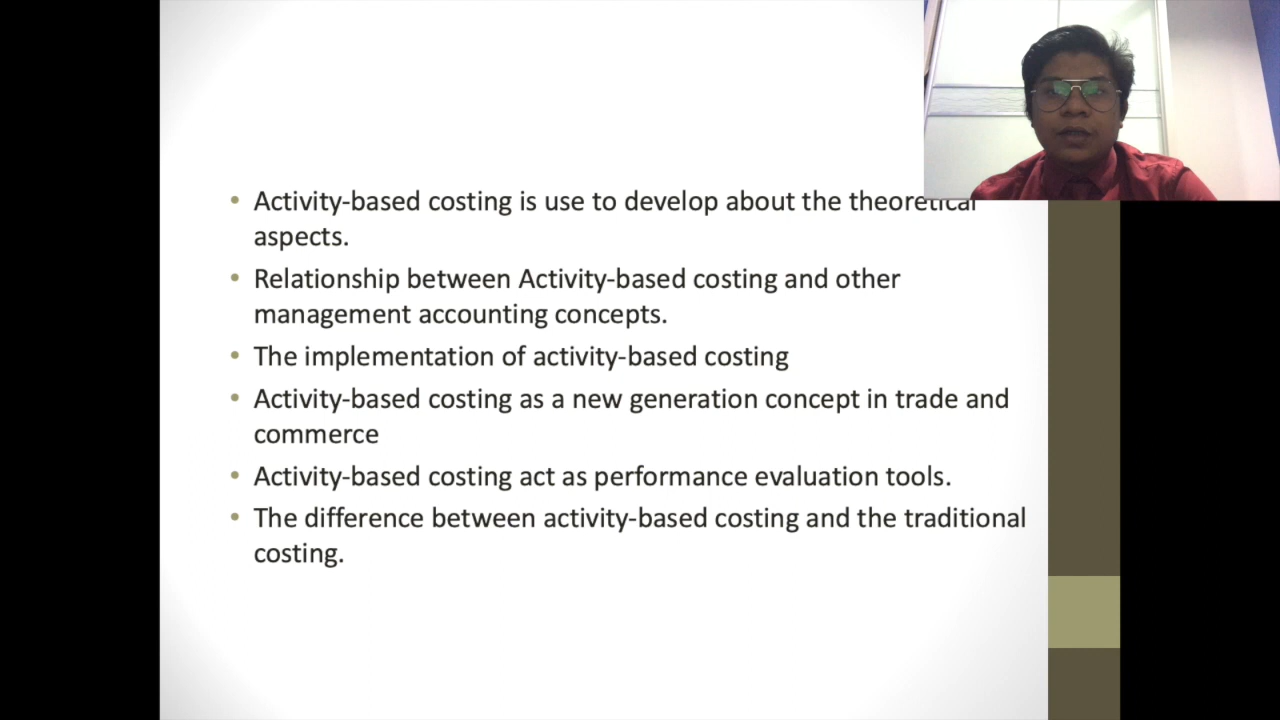 • Activity-based costing is use to develop about the theoretical
aspects.
• Relationship between Activity-based costing and other
management accounting concepts.
• The implementation of activity-based costing
• Activity-based costing as a new generation concept in trade and
commerce
• Activity-based costing act as performance evaluation tools.
• The difference between activity-based costing and the traditional
costing.